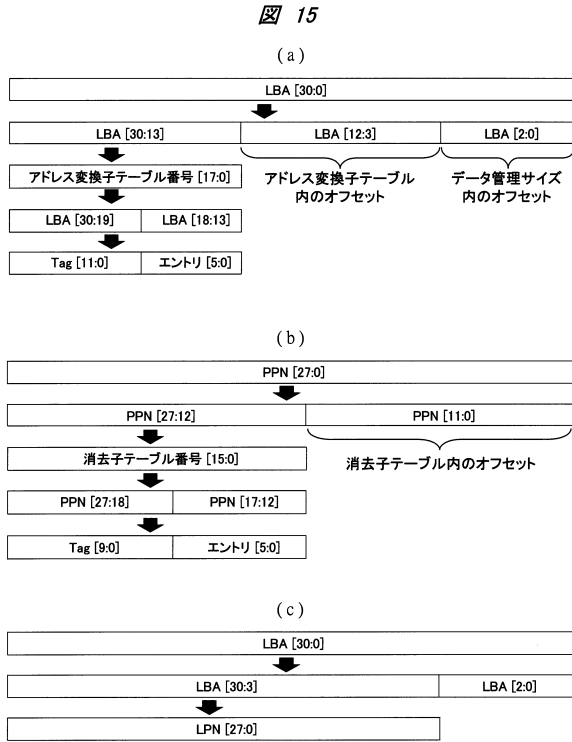 図 15
(a)
LBA [30:0]
LBA [30:13] LBA [12:3] LBA [2:0]
アドレス変換子テーブル番号 [17:0]
アドレス変換子テーブル
内のオフセット
データ管理サイズ
内のオフセット
LBA [30:19] LBA [18:13]
Tag [11:0] エントリ [5:0]
(b)
PPN [27:0]
PPN [27:12] PPN [11:0]
消去子テーブル番号 [15:0]
消去子テーブル内のオフセット
PPN [27:18] PPN [17:12]
Tag [9:0] エントリ [5:0]
(c)
LBA [30:0]
LBA [30:3] LBA [2:0]
LPN [27:0]